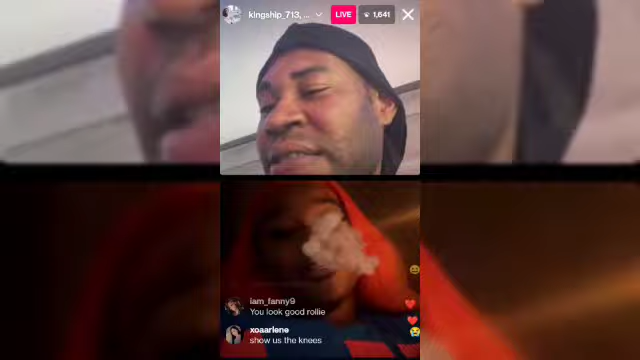 kingship_713, ...
LIVE
1,641
iam_fanny9
You look good rollie
xoaarlene
show us the knees